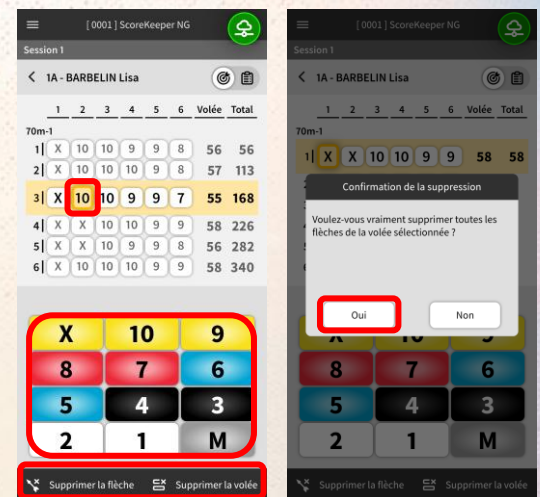 [ 0001 ] ScoreKeeper NG
Session 1
1A - BARBELIN Lisa
1 2 3 4 5 6 Volée Total
70m-1
1 X 10 10 9 9 8 56 56
2 X 10 10 10 9 8 57 113
3 X 10 10 9 9 7 55 168
4 X X 10 10 9 9 58 226
5 X X 10 9 9 8 56 282
6 X 10 10 10 9 9 58 340
X 10 9
8 7 6
5 4 3
2 1 M
Supprimer la flèche Supprimer la volée
[ 0001 ] ScoreKeeper NG
Session 1
1A - BARBELIN Lisa
1 2 3 4 5 6 Volée Total
70m-1
1 X X 10 10 9 9 58 58
Confirmation de la suppression
Voulez-vous vraiment supprimer toutes les
flèches de la volée sélectionnée ?
Oui Non
X 10 9
8 7 6
5 4 3
2 1 M
Supprimer la flèche Supprimer la volée